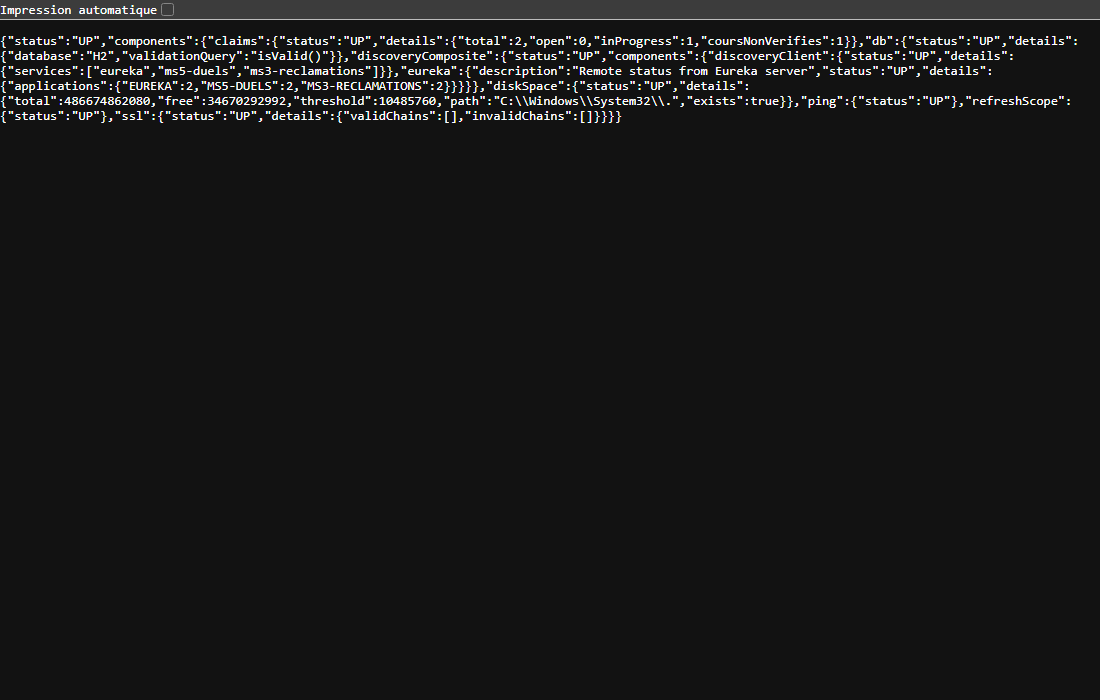 Impression automatique
{"status":"UP","components":{"claims":{"status":"UP","details":{"total":2,"open":0,"inProgress":1,"coursNonVerifies":1}},"db":{"status":"UP","details":
{"database":"H2","validationQuery":"isValid()"}},"discoveryComposite":{"status":"UP","components":{"discoveryClient":{"status":"UP","details":
{"services":["eureka","ms5-duels","ms3-reclamations"]}},"eureka":{"description":"Remote status from Eureka server","status":"UP","details":
{"applications":{"EUREKA":2,"MS5-DUELS":2,"MS3-RECLAMATIONS":2}}}}},"diskSpace":{"status":"UP","details":
{"total":486674862080,"free":34670292992,"threshold":10485760,"path":"C:\\Windows\\System32\\.","exists":true}},"ping":{"status":"UP"},"refreshScope":
{"status":"UP"},"ssl":{"status":"UP","details":{"validChains":[],"invalidChains":[]}}}}